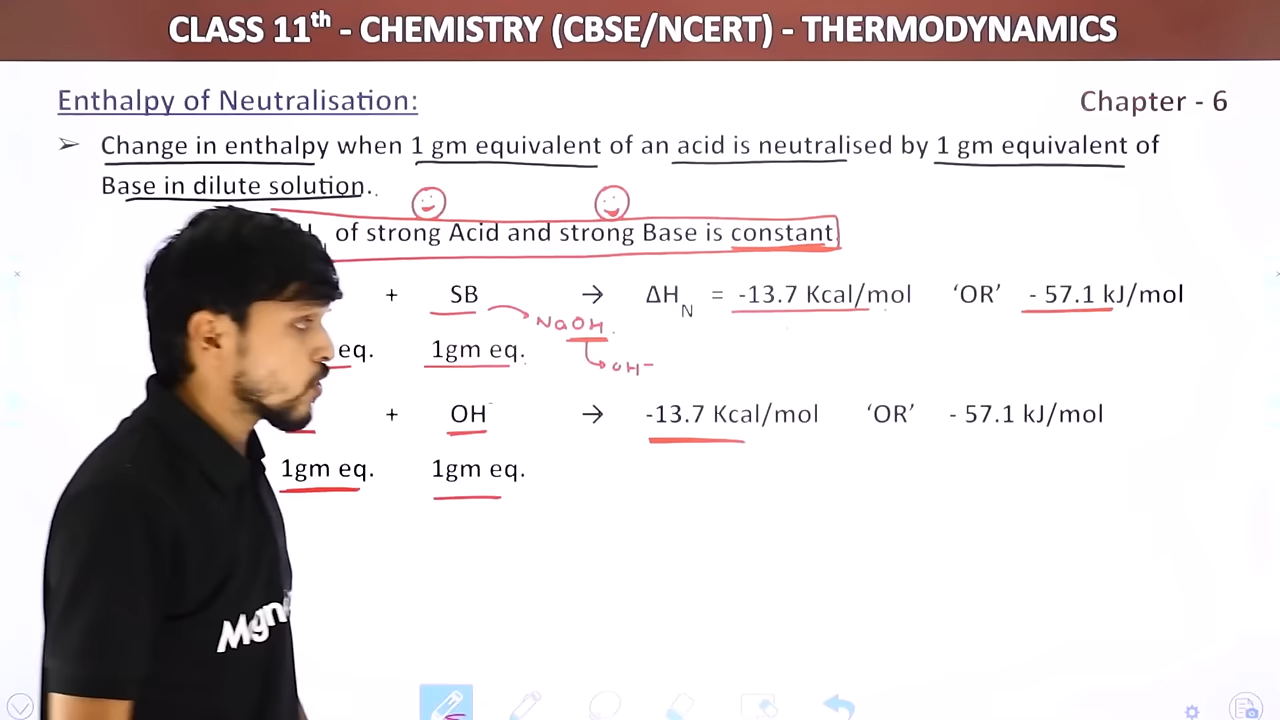 CLASS 11th - CHEMISTRY (CBSE/NCERT) - THERMODYNAMICS
Enthalpy of Neutralisation:
Chapter - 6
➢ Change in enthalpy when 1 gm equivalent of an acid is neutralised by 1 gm equivalent of
Base in dilute solution.
of strong Acid and strong Base is constant.
+ SB → ΔH_N = -13.7 Kcal/mol ‘OR’ - 57.1 kJ/mol
NaOH
eq. 1gm eq.
OH⁻
+ OH⁻ → -13.7 Kcal/mol ‘OR’ - 57.1 kJ/mol
1gm eq. 1gm eq.